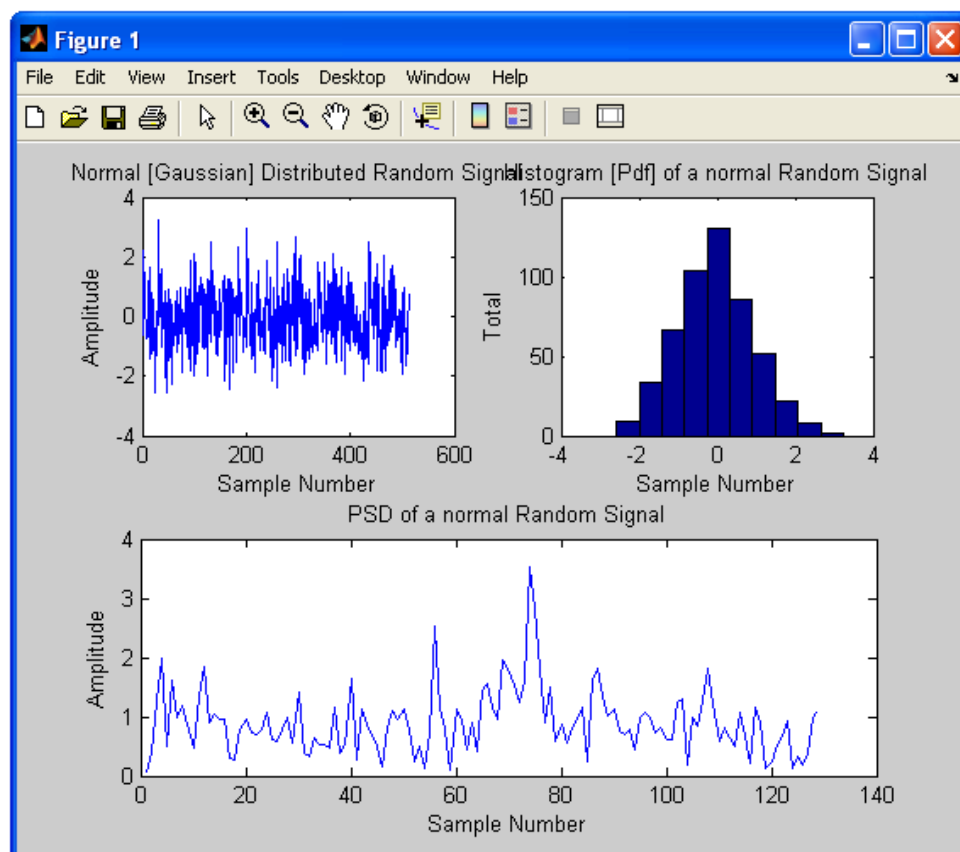 Figure 1
File Edit View Insert Tools Desktop Window Help
Normal [Gaussian] Distributed Random Signal
4
2
0
-2
-4
Amplitude
0 200 400 600
Sample Number
Histogram [Pdf] of a normal Random Signal
150
100
50
0
Total
-4 -2 0 2 4
Sample Number
PSD of a normal Random Signal
4
3
2
1
0
Amplitude
0 20 40 60 80 100 120 140
Sample Number